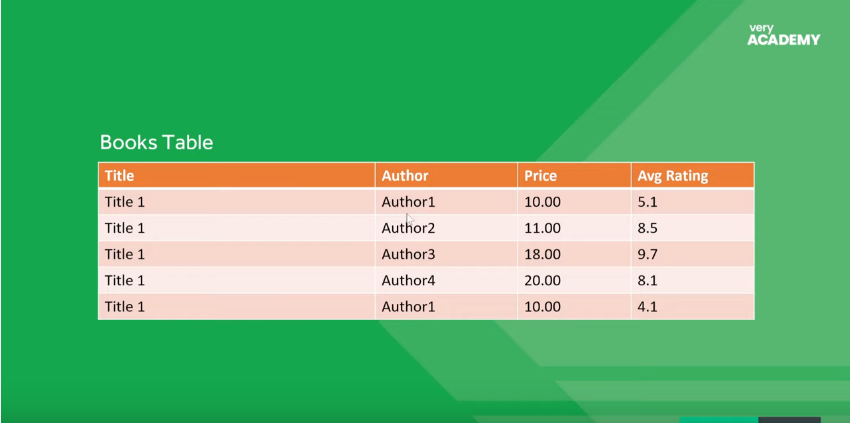 very
ACADEMY
Books Table
Title Author Price Avg Rating
Title 1 Author1 10.00 5.1
Title 1 Author2 11.00 8.5
Title 1 Author3 18.00 9.7
Title 1 Author4 20.00 8.1
Title 1 Author1 10.00 4.1